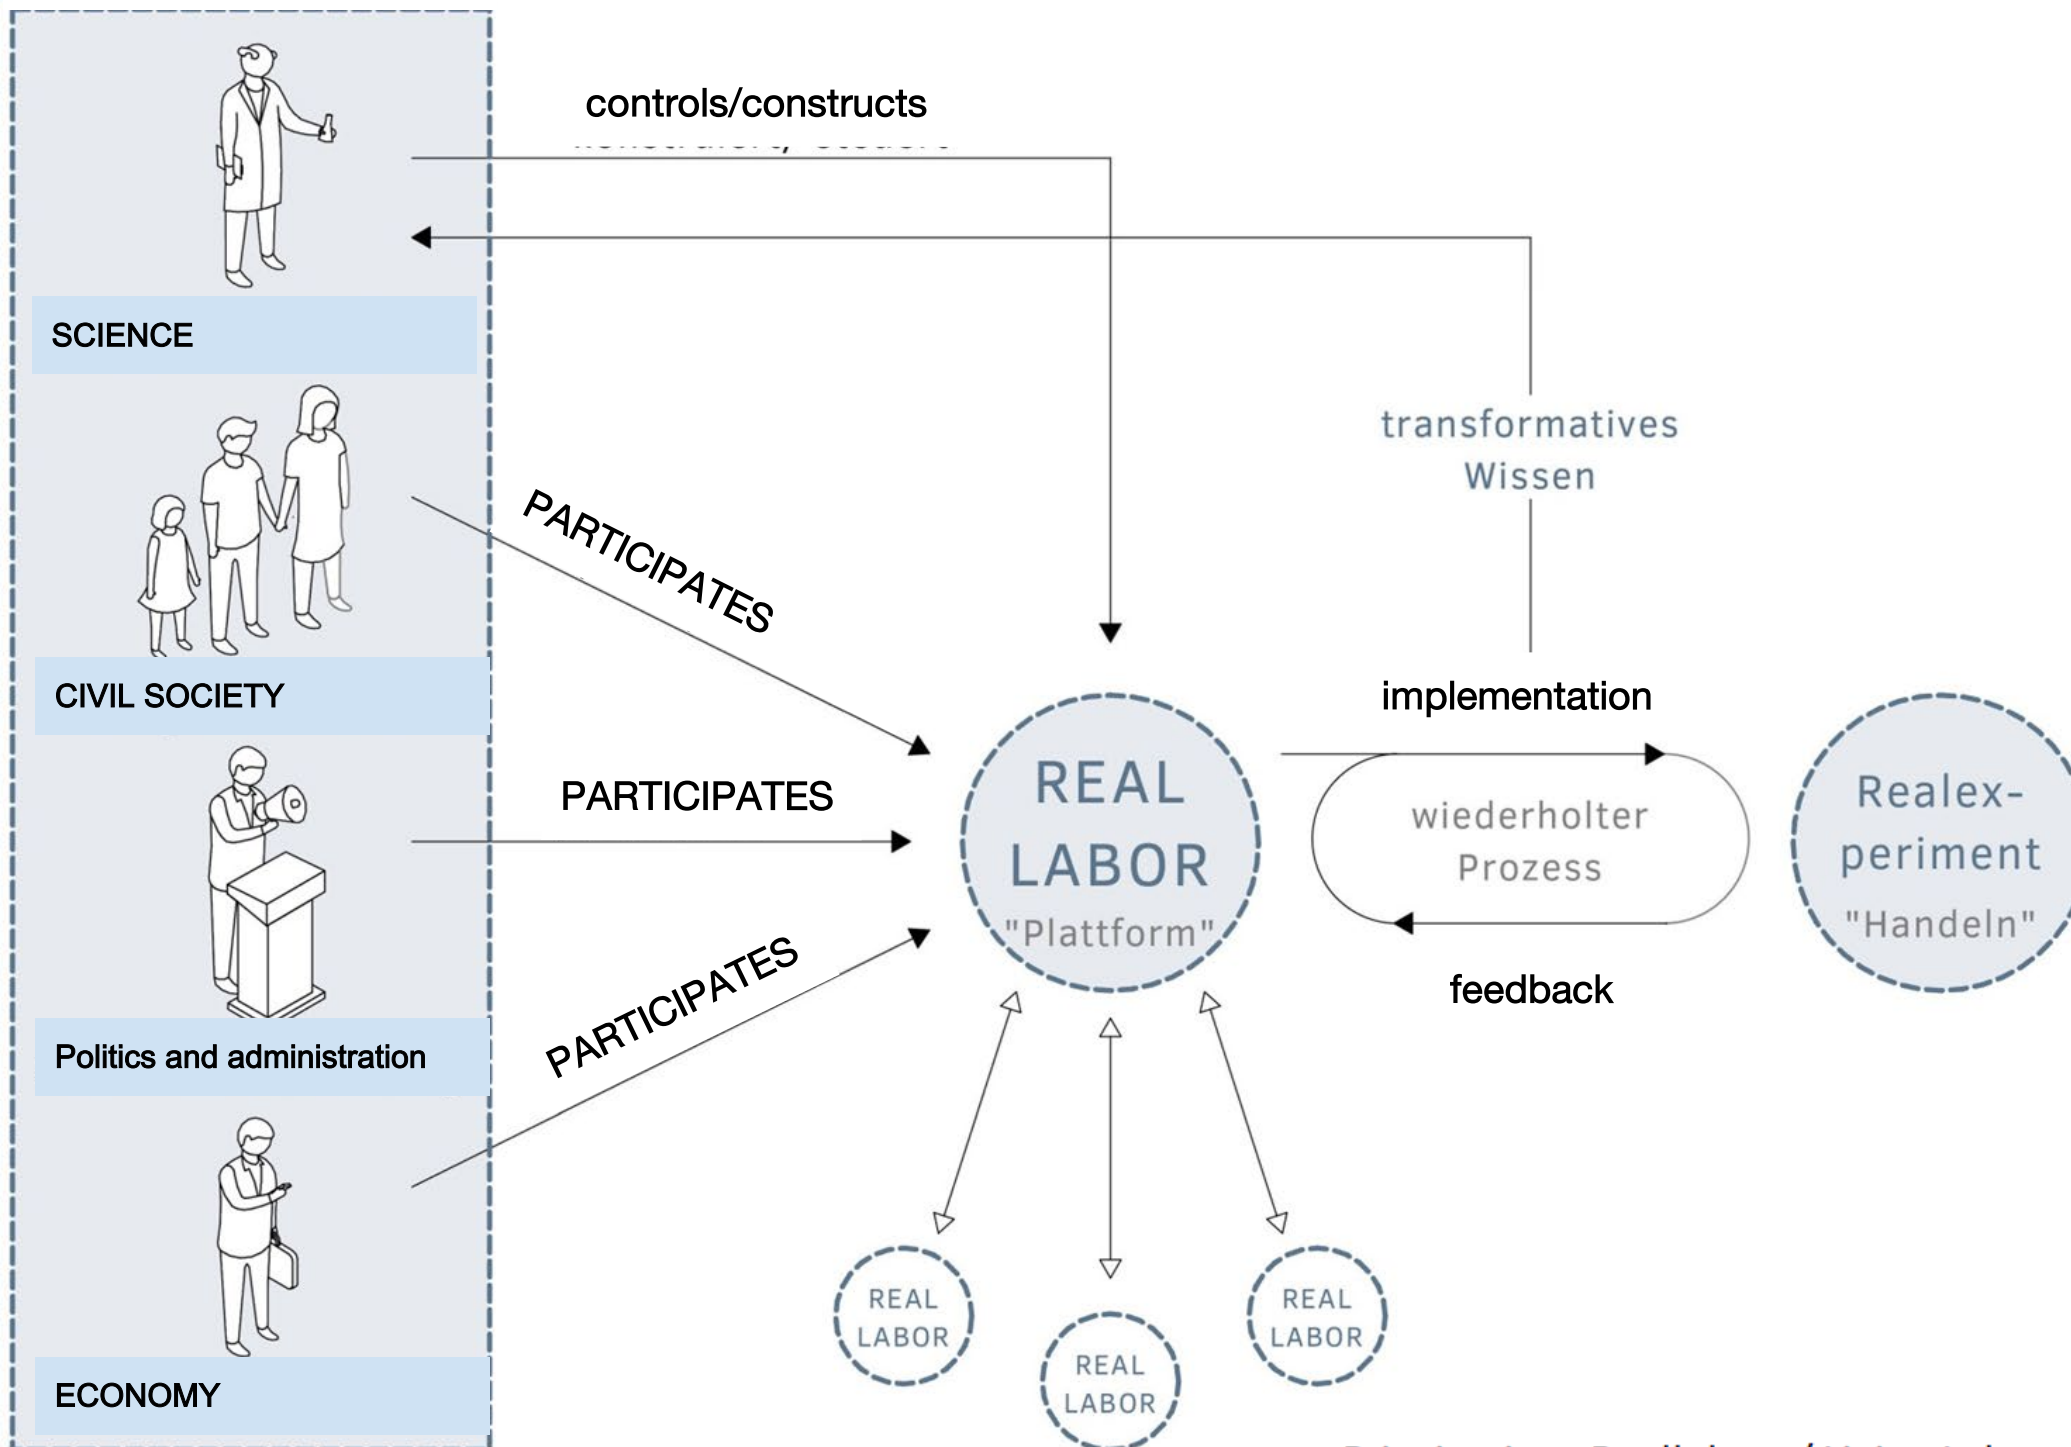 controls/constructs
SCIENCE
transformatives
Wissen
PARTICIPATES
CIVIL SOCIETY
implementation
PARTICIPATES
REAL
LABOR
"Plattform"
wiederholter
Prozess
Realex-
periment
"Handeln"
feedback
PARTICIPATES
Politics and administration
REAL
LABOR
REAL
LABOR
REAL
LABOR
ECONOMY